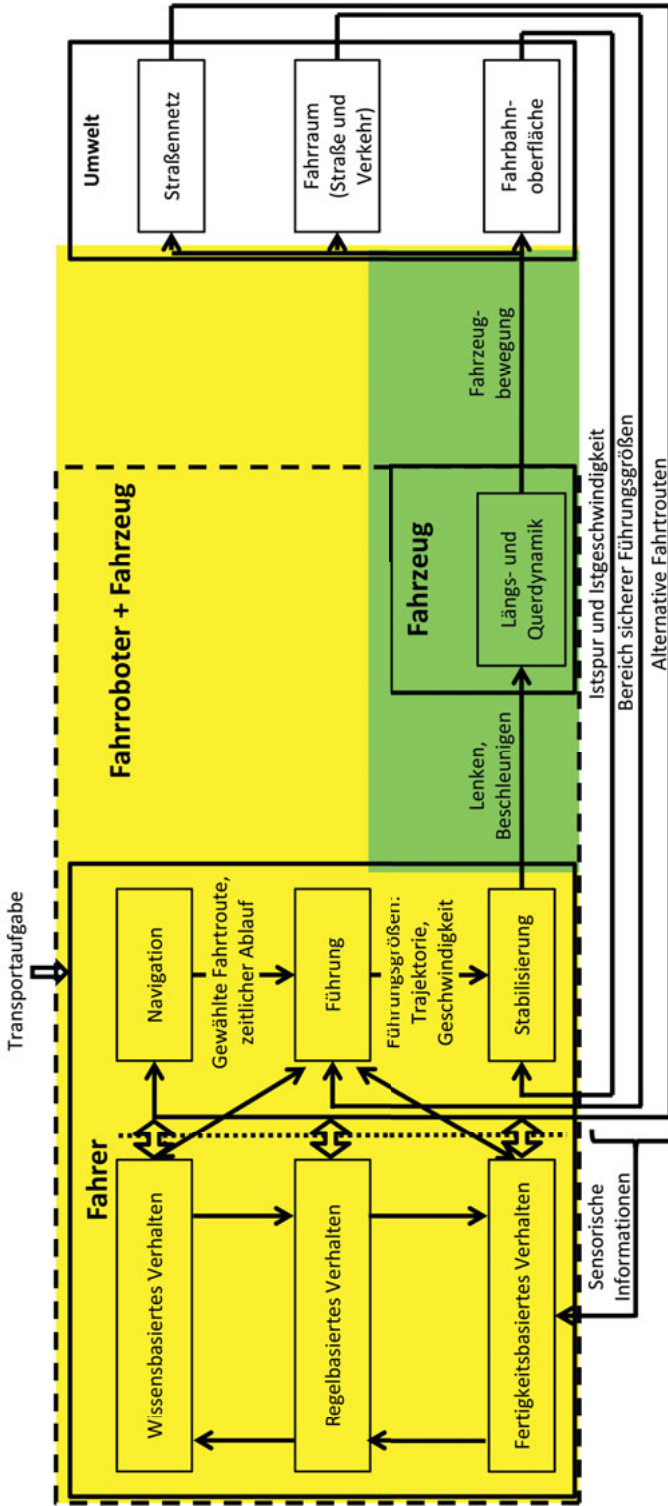 Transportaufgabe
Fahrer
Wissensbasiertes Verhalten
Regelbasiertes Verhalten
Fertigkeitsbasiertes Verhalten
Navigation
Gewählte Fahrtroute,
zeitlicher Ablauf
Führung
Führungsgrößen:
Trajektorie,
Geschwindigkeit
Stabilisierung
Sensorische
Informationen
Fahrroboter + Fahrzeug
Lenken,
Beschleunigen
Fahrzeug
Längs- und
Querdynamik
Fahrzeug-
bewegung
Umwelt
Straßennetz
Fahrraum
(Straße und
Verkehr)
Fahrbahn-
oberfläche
Istspur und Istgeschwindigkeit
Bereich sicherer Führungsgrößen
Alternative Fahrtrouten